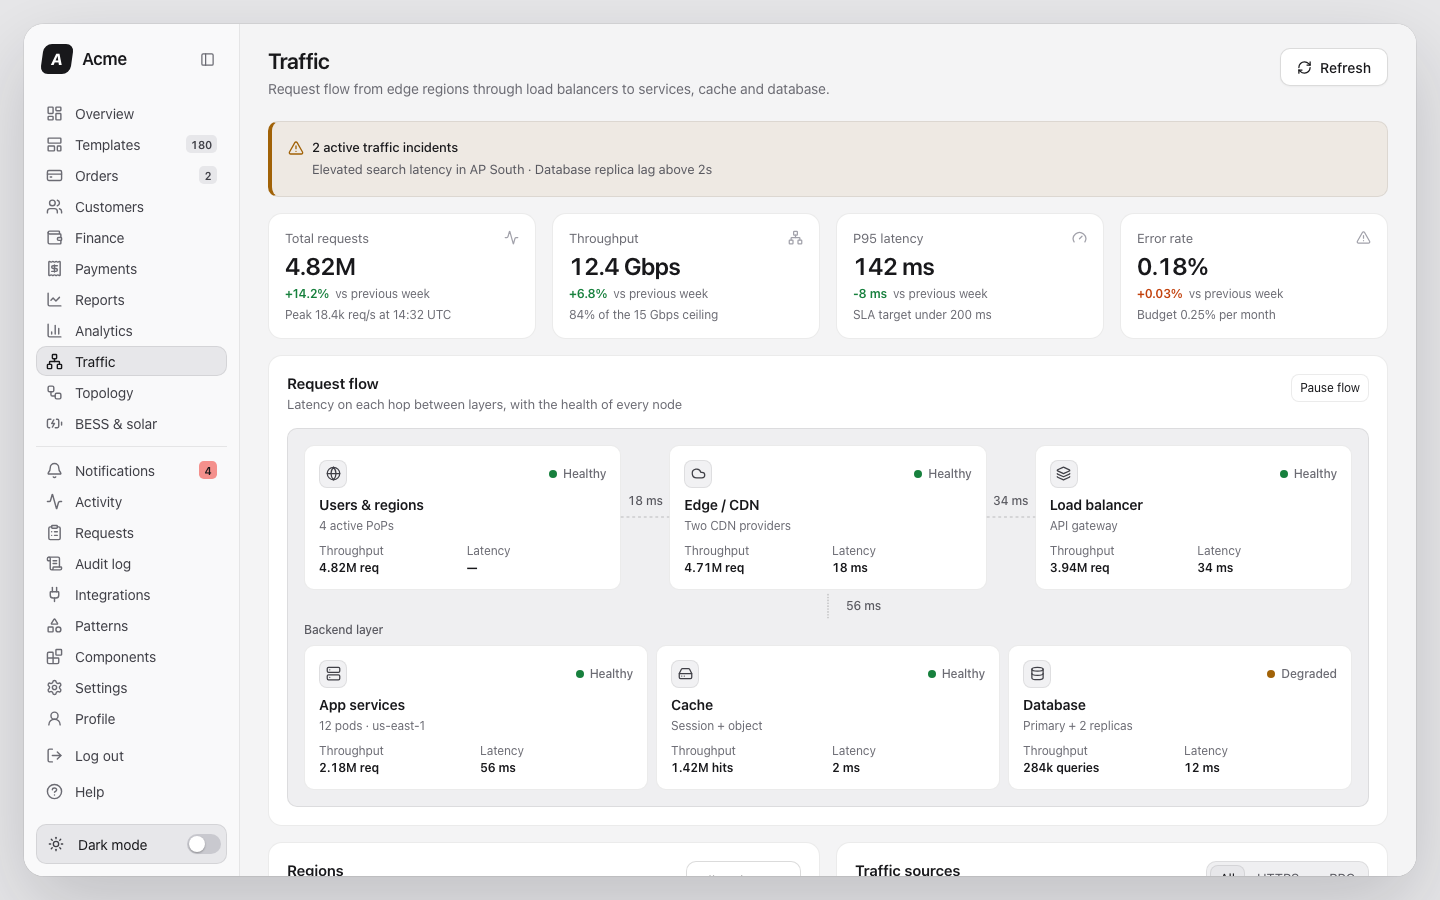 A Acme
Overview
Templates 180
Orders 2
Customers
Finance
Payments
Reports
Analytics
Traffic
Topology
BESS & solar
Notifications 4
Activity
Requests
Audit log
Integrations
Patterns
Components
Settings
Profile
Log out
Help
Dark mode
Traffic
Request flow from edge regions through load balancers to services, cache and database.
Refresh
2 active traffic incidents
Elevated search latency in AP South · Database replica lag above 2s
Total requests
4.82M
+14.2% vs previous week
Peak 18.4k req/s at 14:32 UTC
Throughput
12.4 Gbps
+6.8% vs previous week
84% of the 15 Gbps ceiling
P95 latency
142 ms
-8 ms vs previous week
SLA target under 200 ms
Error rate
0.18%
+0.03% vs previous week
Budget 0.25% per month
Request flow
Latency on each hop between layers, with the health of every node
Pause flow
Healthy
Users & regions
4 active PoPs
Throughput Latency
4.82M req —
18 ms
Healthy
Edge / CDN
Two CDN providers
Throughput Latency
4.71M req 18 ms
34 ms
Healthy
Load balancer
API gateway
Throughput Latency
3.94M req 34 ms
56 ms
Backend layer
Healthy
App services
12 pods · us-east-1
Throughput Latency
2.18M req 56 ms
Healthy
Cache
Session + object
Throughput Latency
1.42M hits 2 ms
Degraded
Database
Primary + 2 replicas
Throughput Latency
284k queries 12 ms
Regions
Traffic sources
All HTTPS